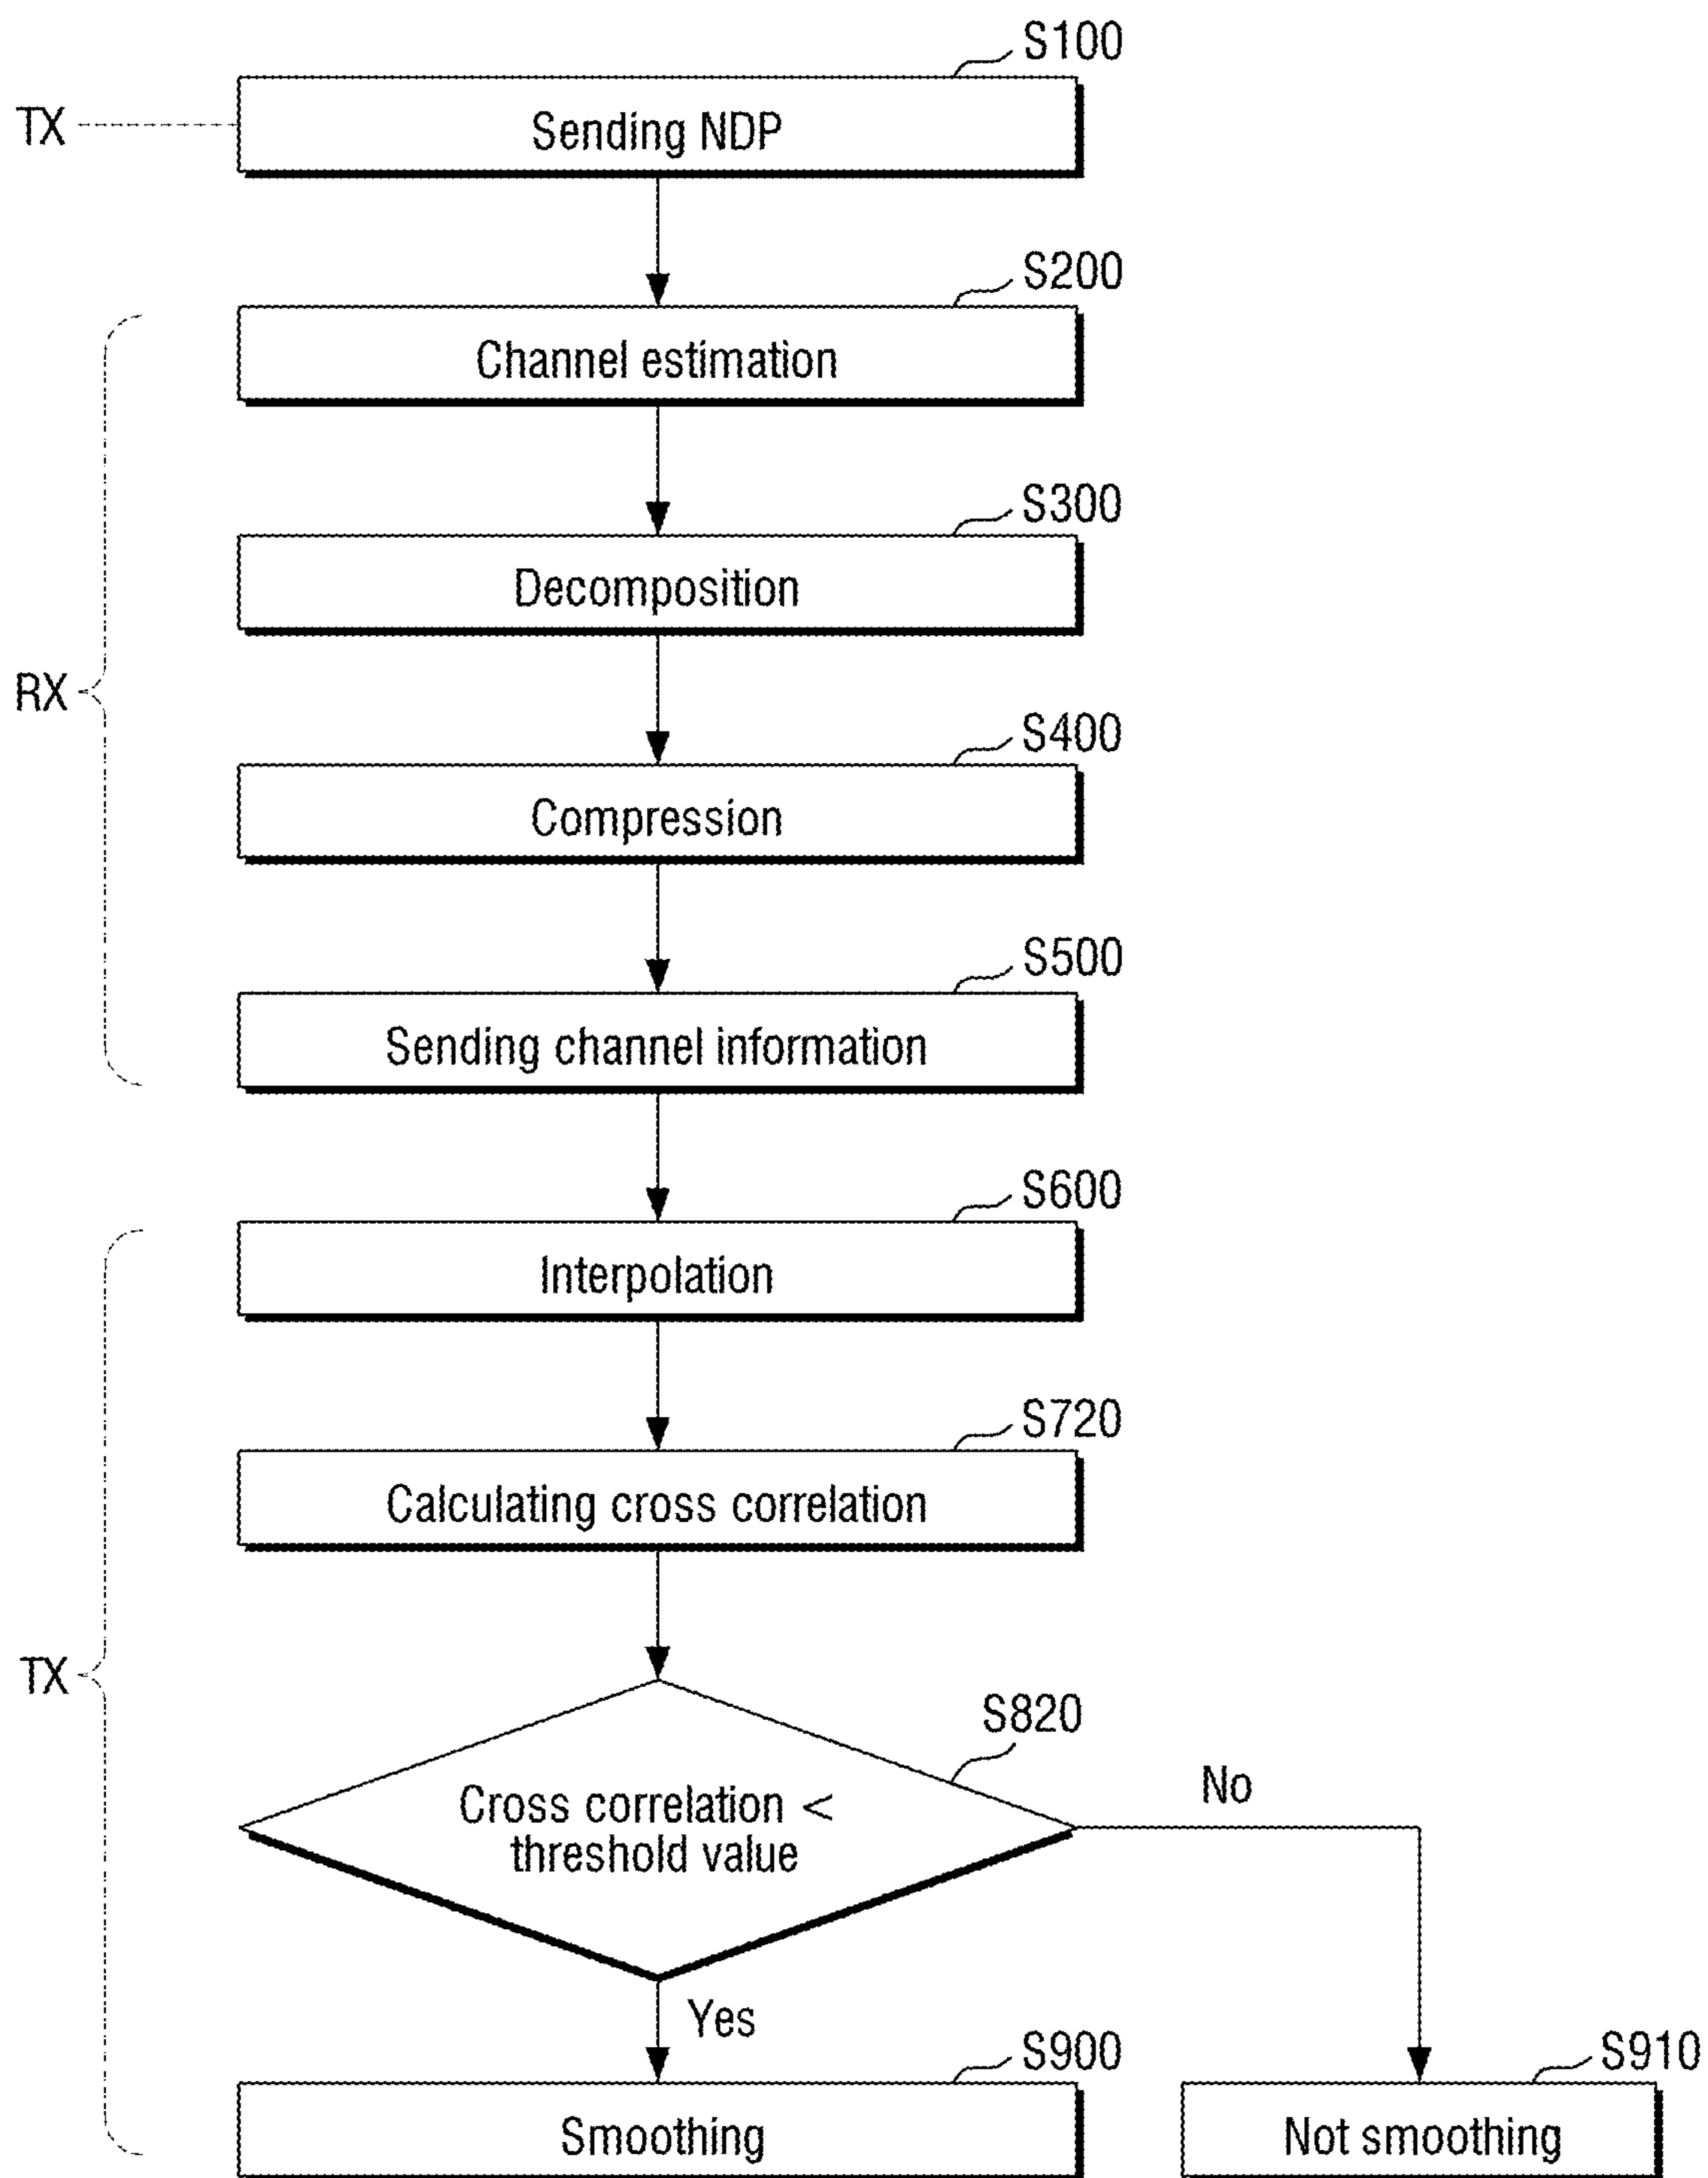 S100
TX
Sending NDP
S200
Channel estimation
S300
Decomposition
RX
S400
Compression
S500
Sending channel information
S600
Interpolation
S720
Calculating cross correlation
TX
S820
Cross correlation <
threshold value
No
Yes
S900
S910
Smoothing
Not smoothing